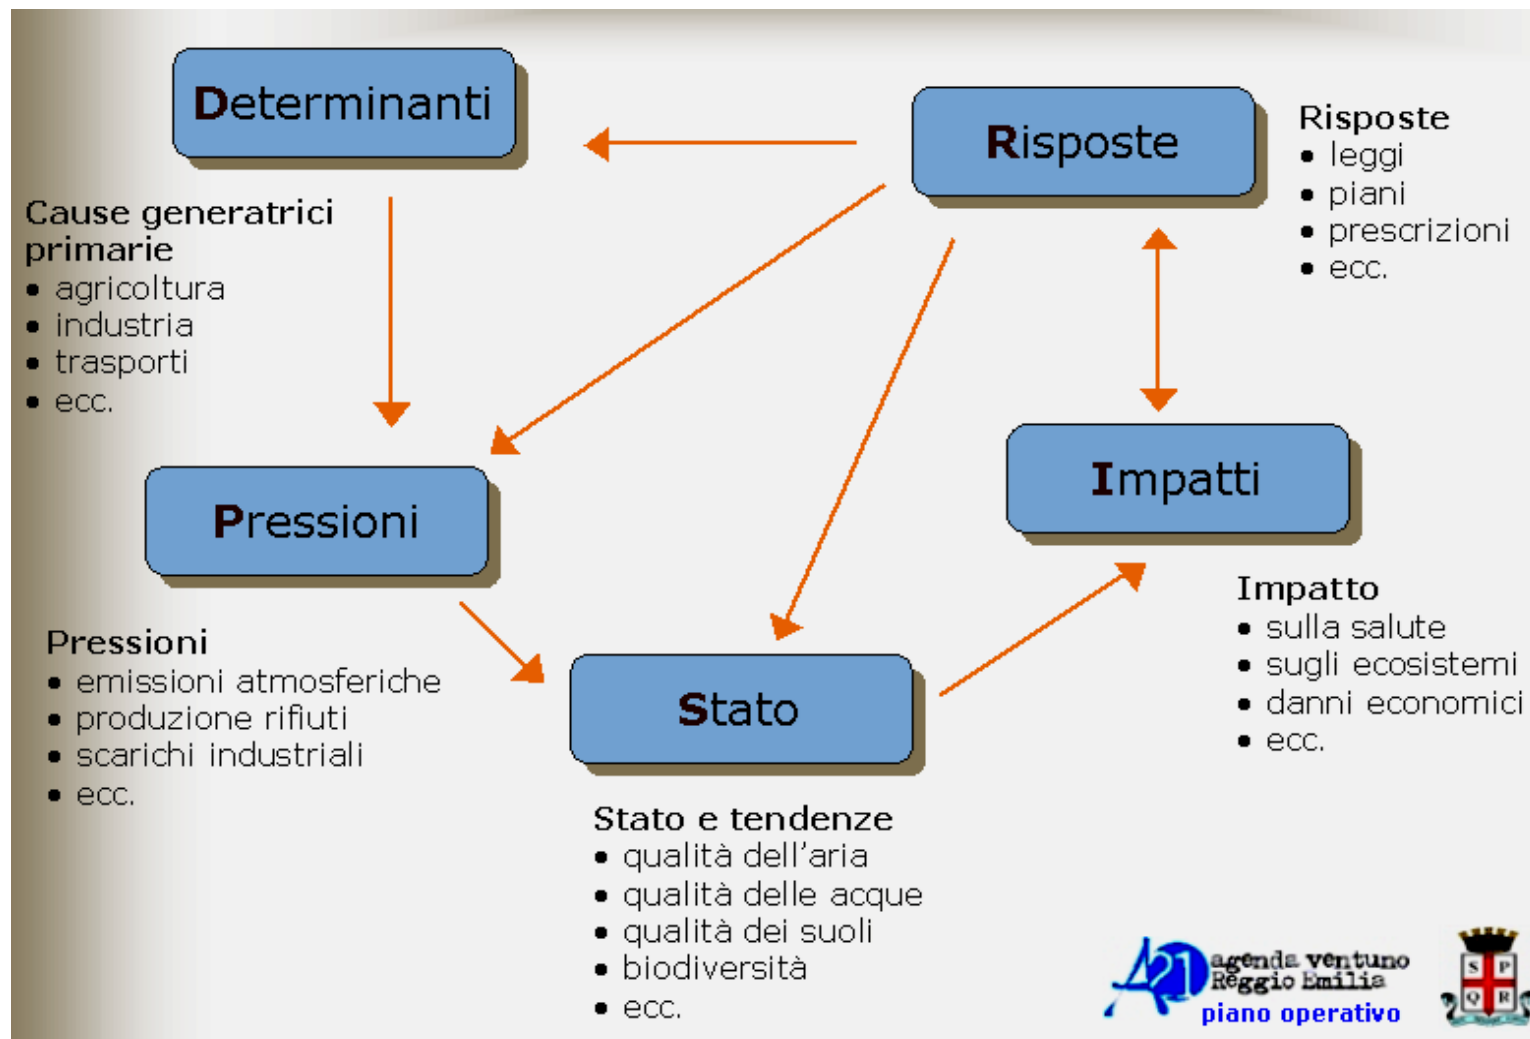 Determinanti
Cause generatrici
primarie
• agricoltura
• industria
• trasporti
• ecc.
Risposte
Risposte
• leggi
• piani
• prescrizioni
• ecc.
Pressioni
Pressioni
• emissioni atmosferiche
• produzione rifiuti
• scarichi industriali
• ecc.
Impatti
Impatto
• sulla salute
• sugli ecosistemi
• danni economici
• ecc.
Stato
Stato e tendenze
• qualità dell'aria
• qualità delle acque
• qualità dei suoli
• biodiversità
• ecc.
A21
agenda ventuno
Reggio Emilia
piano operativo
S P
Q R